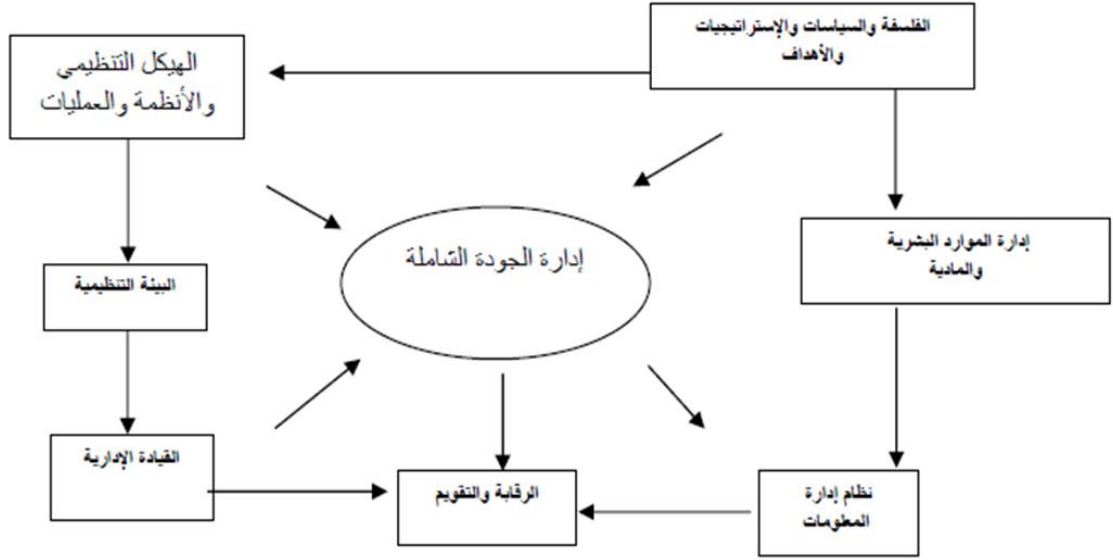 الفلسفة والسياسات والإستراتيجيات
والأهداف
الهيكل التنظيمي
والأنظمة والعمليات
إدارة الموارد البشرية
والمادية
إدارة الجودة الشاملة
البيئة التنظيمية
القيادة الإدارية
الرقابة والتقويم
نظام إدارة
المعلومات